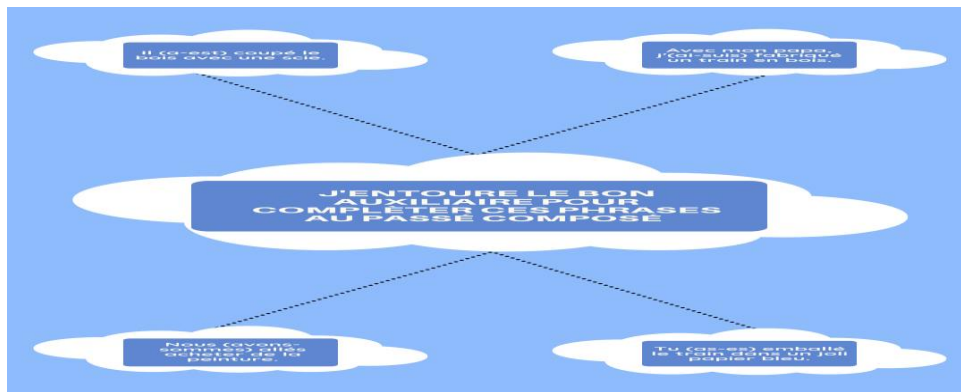 Il (a-est) coupé le
bois avec une scie.
Avec mon papa,
j'(ai-suis) fabriqué
un train en bois.
J'ENTOURE LE BON
AUXILIAIRE POUR
COMPLÉTER CES PHRASES
AU PASSÉ COMPOSÉ
Nous (avons-
sommes) allés
acheter de la
peinture.
Tu (as-es) emballé
le train dans un joli
papier bleu.